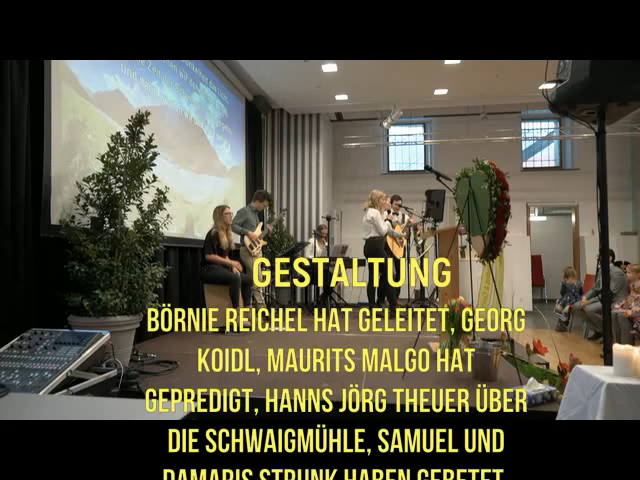 GESTALTUNG
BÖRNIE REICHEL HAT GELEITET, GEORG
KOIDL, MAURITS MALGO HAT
GEPREDIGT, HANNS JÖRG THEUER ÜBER
DIE SCHWAIGMÜHLE, SAMUEL UND
DAMARIS STRUNK HABEN GEBETET